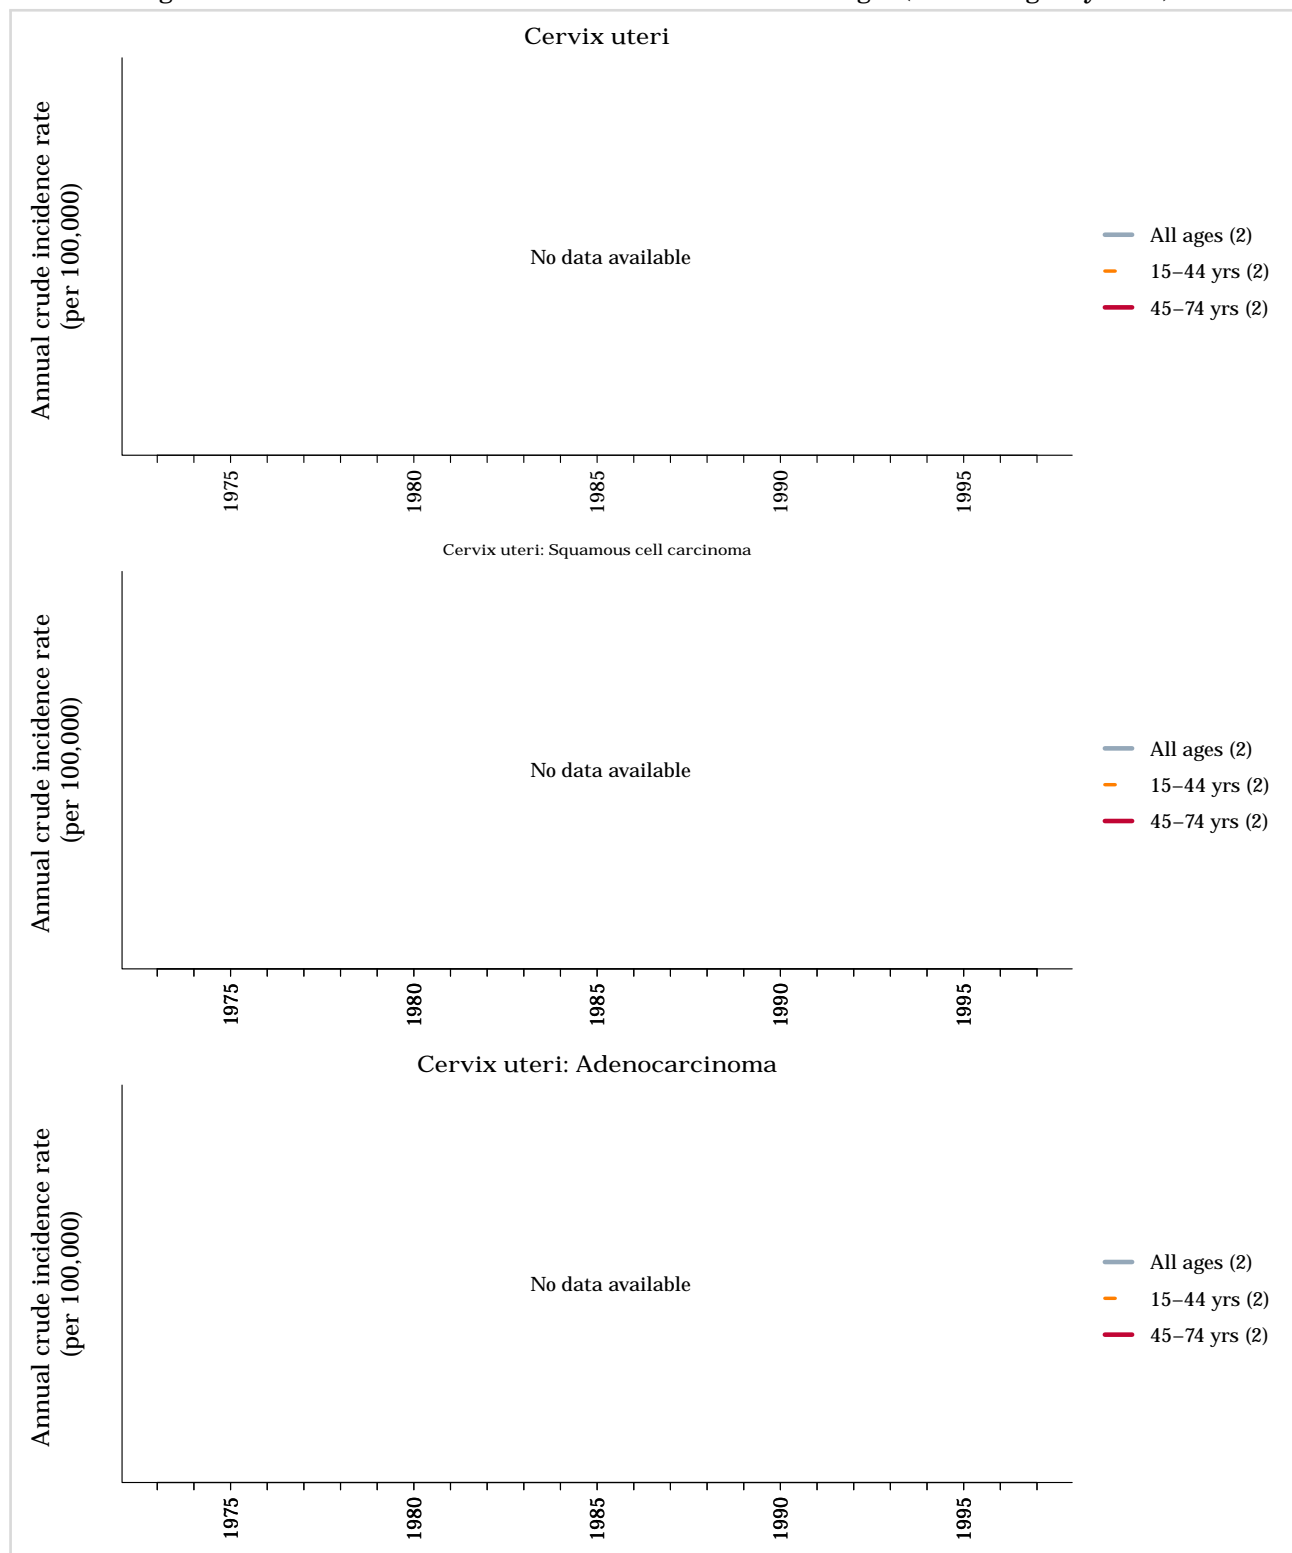 Cervix uteri
Annual crude incidence rate
(per 100,000)
No data available
All ages (2)
15–44 yrs (2)
45–74 yrs (2)
1975
1980
1985
1990
1995
Cervix uteri: Squamous cell carcinoma
Annual crude incidence rate
(per 100,000)
No data available
All ages (2)
15–44 yrs (2)
45–74 yrs (2)
1975
1980
1985
1990
1995
Cervix uteri: Adenocarcinoma
Annual crude incidence rate
(per 100,000)
No data available
All ages (2)
15–44 yrs (2)
45–74 yrs (2)
1975
1980
1985
1990
1995